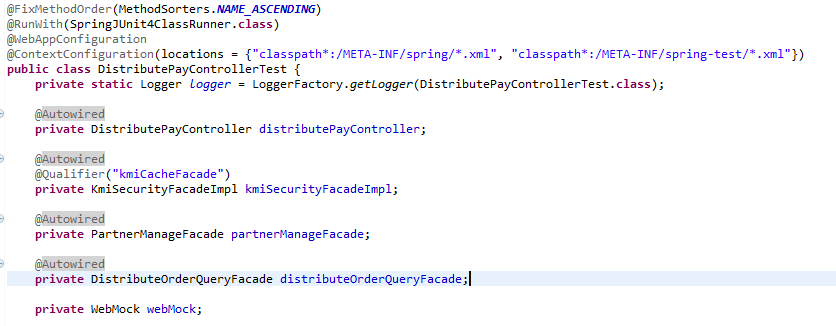 @FixMethodOrder(MethodSorters.NAME_ASCENDING)
@RunWith(SpringJUnit4ClassRunner.class)
@WebAppConfiguration
@ContextConfiguration(locations = {"classpath*:/META-INF/spring/*.xml", "classpath*:/META-INF/spring-test/*.xml"})
public class DistributePayControllerTest {
    private static Logger logger = LoggerFactory.getLogger(DistributePayControllerTest.class);
    @Autowired
    private DistributePayController distributePayController;
    @Autowired
    @Qualifier("kmiCacheFacade")
    private KmiSecurityFacadeImpl kmiSecurityFacadeImpl;
    @Autowired
    private PartnerManageFacade partnerManageFacade;
    @Autowired
    private DistributeOrderQueryFacade distributeOrderQueryFacade;
    private WebMock webMock;